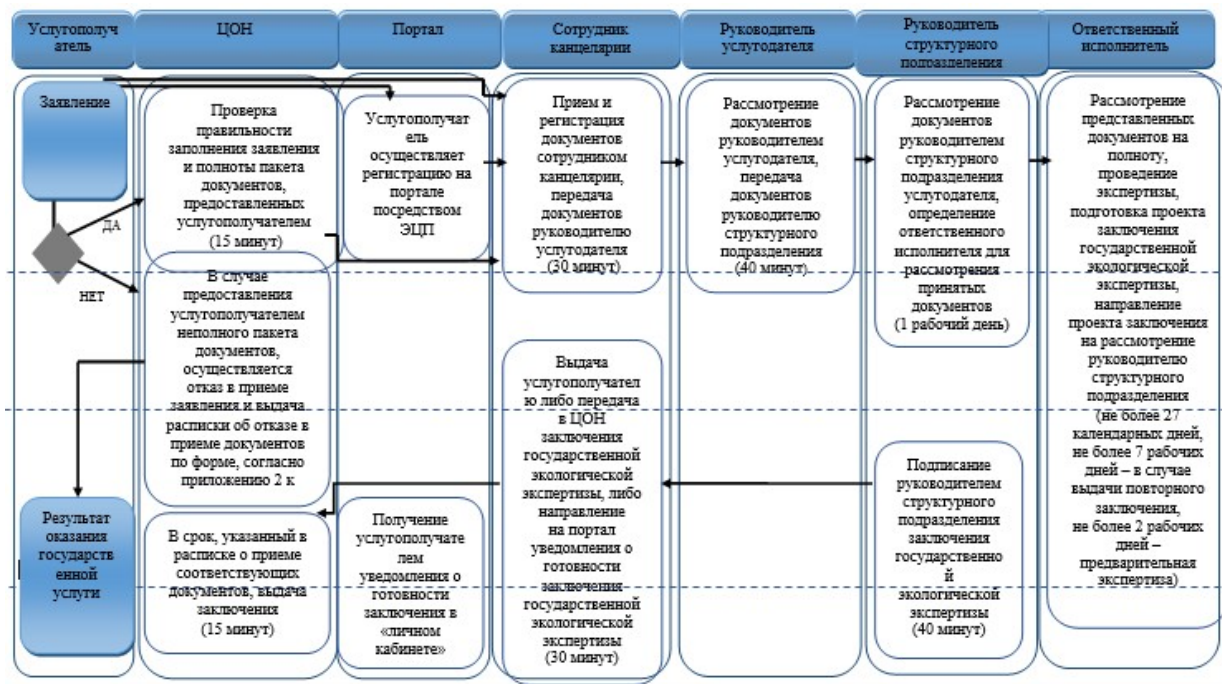 Услугополуч
атель
ЦОН
Портал
Сотрудник
канцелярии
Руководитель
услугодателя
Руководитель
структурного
подразделения
Ответственный
исполнитель
Заявление
ДА
НЕТ
Результат
оказания
государств
енной
услуги
Проверка
правильности
заполнения заявления
и полноты пакета
документов,
предоставленных
услугополучателем
(15 минут)
В случае
предоставления
услугополучателем
неполного пакета
документов,
осуществляется
отказ в приеме
заявления и выдача
расписки об отказе в
приеме документов
по форме, согласно
приложению 2 к
В срок, указанный в
расписке о приеме
соответствующих
документов, выдача
заключения
(15 минут)
Услугополучат
ель
осуществляет
регистрацию на
портале
посредством
ЭЦП
Получение
услугополучате
лем
уведомления о
готовности
заключения в
«личном
кабинете»
Прием и
регистрация
документов
сотрудником
канцелярии,
передача
документов
руководителю
услугодателя
(30 минут)
Выдача
услугополучател
ю либо передача
в ЦОН
заключения
государственной
экологической
экспертизы, либо
направление
на портал
уведомления о
готовности
заключения
государственной
экологической
экспертизы
(30 минут)
Рассмотрение
документов
руководителем
услугодателя,
передача
документов
руководителю
структурного
подразделения
(40 минут)
Рассмотрение
документов
руководителем
структурного
подразделения
услугодателя,
определение
ответственного
исполнителя для
рассмотрения
принятых
документов
(1 рабочий день)
Подписание
руководителем
структурного
подразделения
заключения
государственно
й
экологической
экспертизы
(40 минут)
Рассмотрение
представленных
документов на
полноту,
проведение
экспертизы,
подготовка проекта
заключения
государственной
экологической
экспертизы,
направление
проекта заключения
на рассмотрение
руководителю
структурного
подразделения
(не более 27
календарных дней,
не более 7 рабочих
дней – в случае
выдачи повторного
заключения,
не более 2 рабочих
дней –
предварительная
экспертиза)